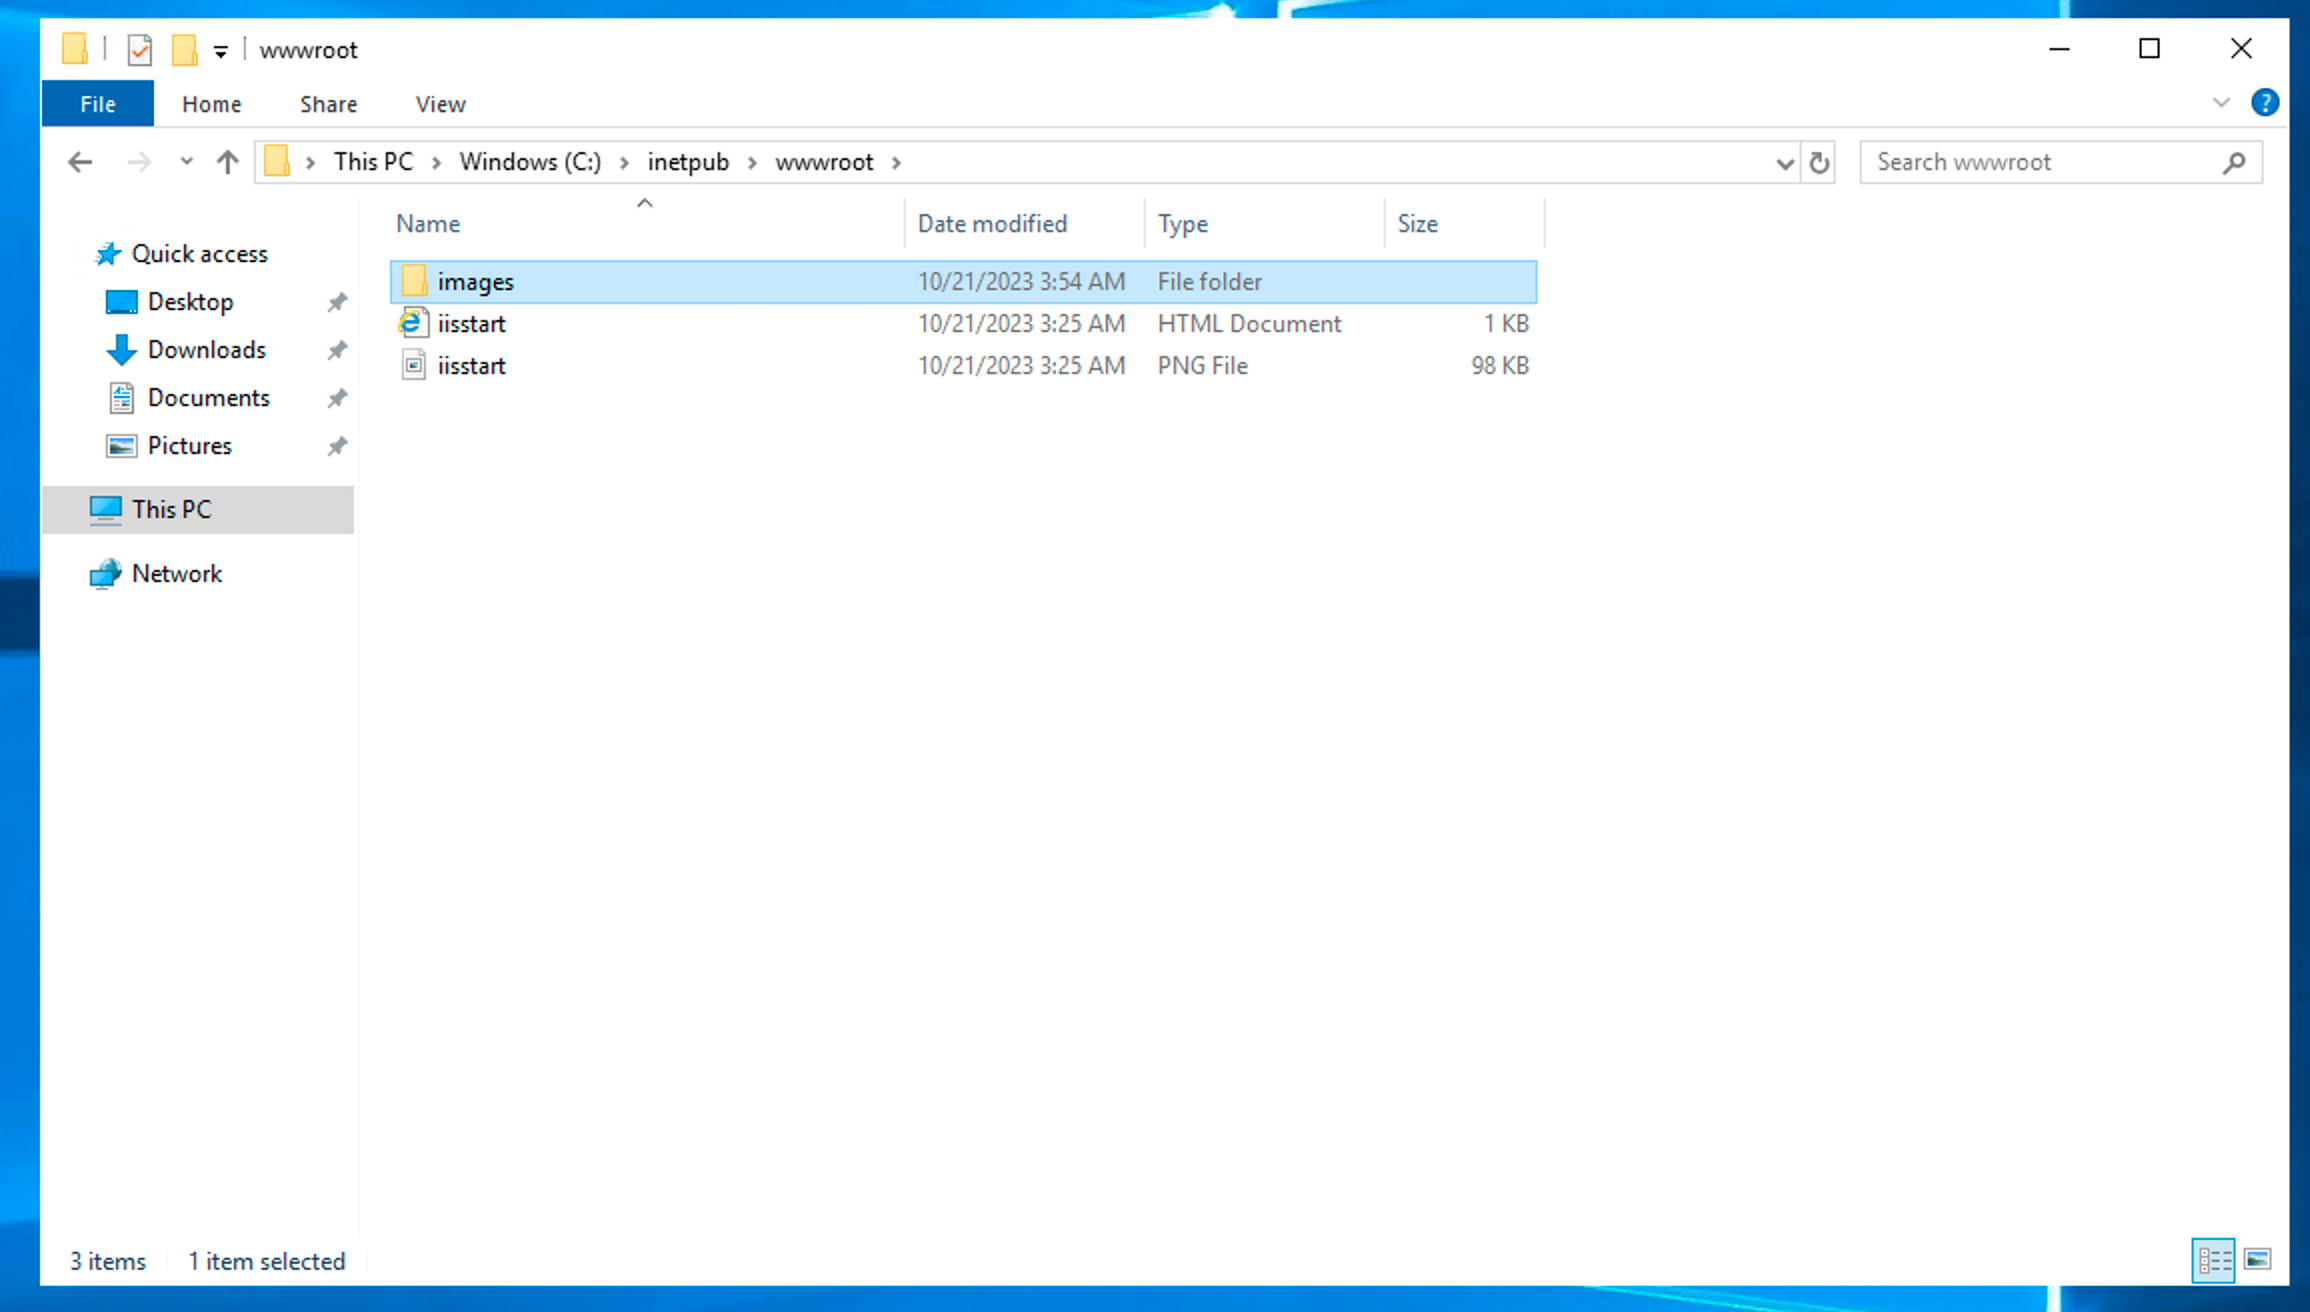 wwwroot
File Home Share View
This PC Windows (C:) inetpub wwwroot Search wwwroot
Name Date modified Type Size
Quick access
Desktop
Downloads
Documents
Pictures
This PC
Network
images 10/21/2023 3:54 AM File folder
iisstart 10/21/2023 3:25 AM HTML Document 1 KB
iisstart 10/21/2023 3:25 AM PNG File 98 KB
3 items 1 item selected